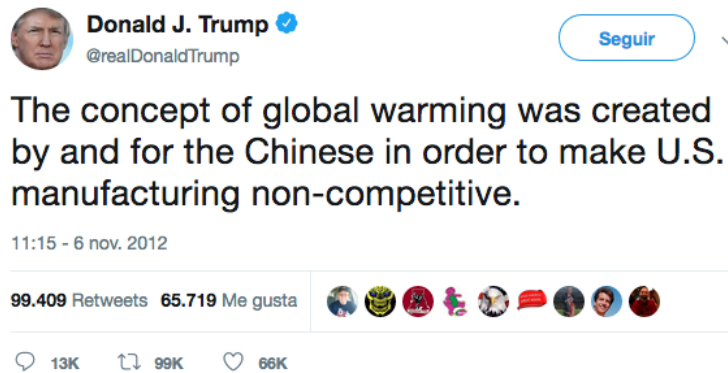 Donald J. Trump
@realDonaldTrump
Seguir
The concept of global warming was created
by and for the Chinese in order to make U.S.
manufacturing non-competitive.
11:15 - 6 nov. 2012
99.409 Retweets 65.719 Me gusta
13K 99K 66K